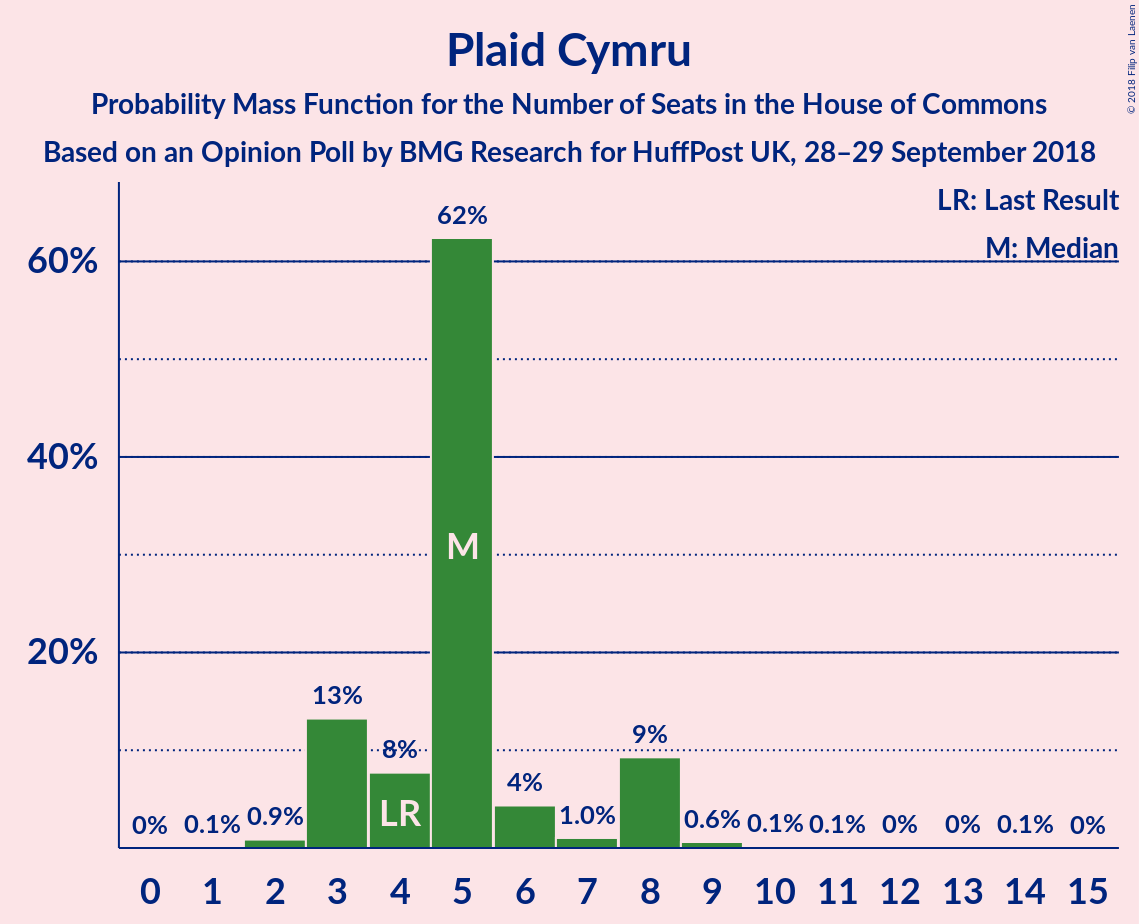 Plaid Cymru
Probability Mass Function for the Number of Seats in the House of Commons
Based on an Opinion Poll by BMG Research for HuffPost UK, 28–29 September 2018
© 2018 Filip van Laenen
LR: Last Result
M: Median
60%
40%
20%
0%
0.1%
0.9%
13%
8%
62%
4%
1.0%
9%
0.6%
0.1%
0.1%
0%
0%
0.1%
0%
LR
M
0 1 2 3 4 5 6 7 8 9 10 11 12 13 14 15